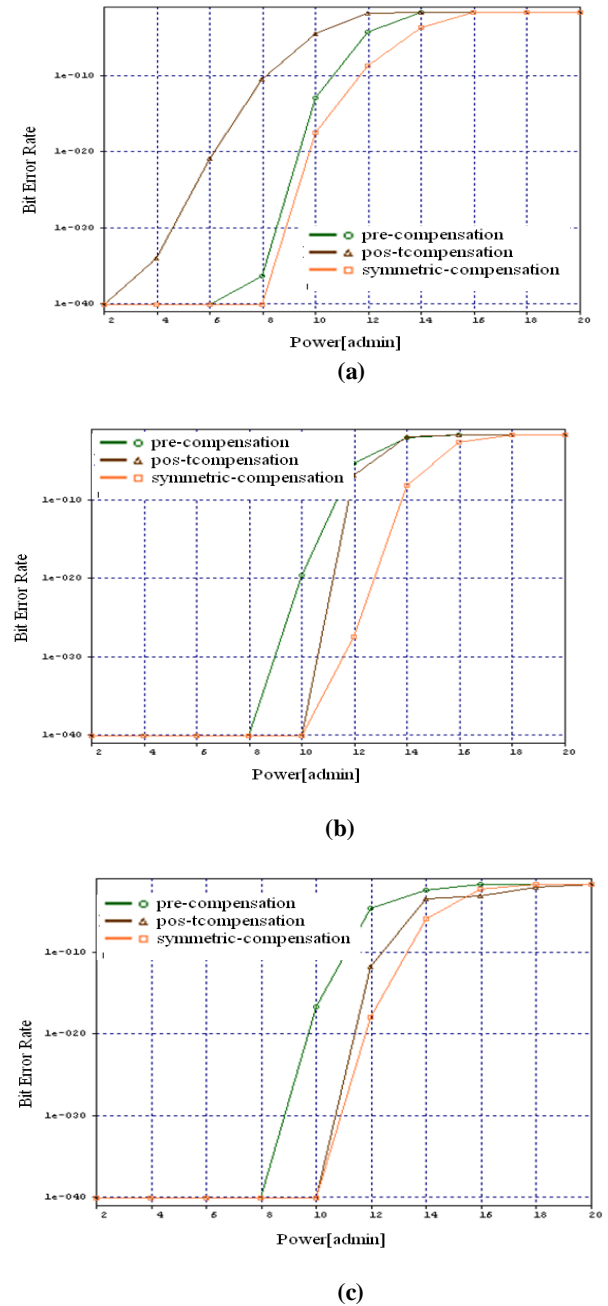 1e-010
1e-020
1e-030
1e-040
Bit Error Rate
pre-compensation
pos-tcompensation
symmetric-compensation
2 4 6 8 10 12 14 16 18 20
Power[admin]
(a)
pre-compensation
pos-tcompensation
symmetric-compensation
1e-010
1e-020
1e-030
1e-040
Bit Error Rate
2 4 6 8 10 12 14 16 18 20
Power[admin]
(b)
pre-compensation
pos-tcompensation
symmetric-compensation
1e-010
1e-020
1e-030
1e-040
Bit Error Rate
2 4 6 8 10 12 14 16 18 20
Power[admin]
(c)